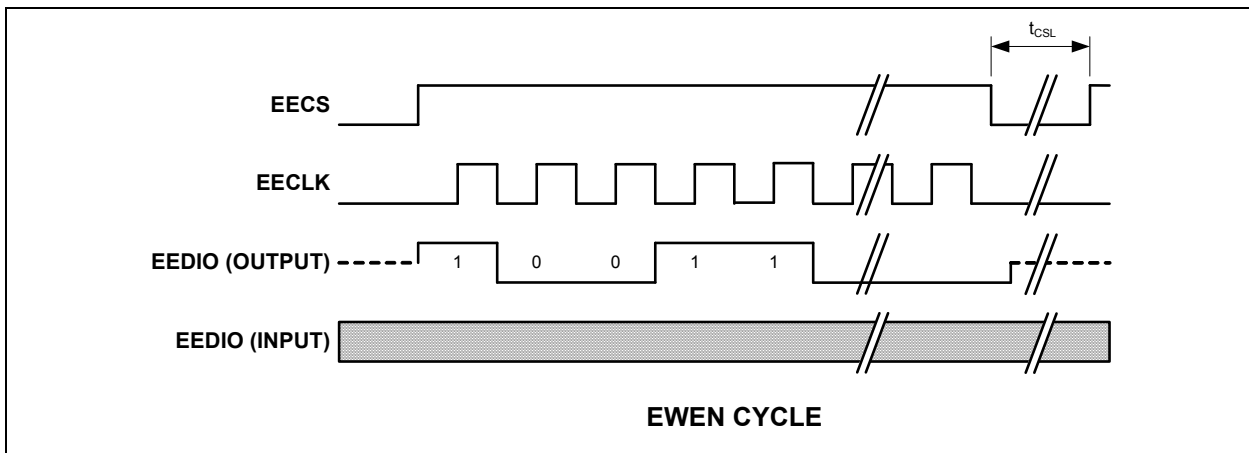 tCSL
EECS
EECLK
EEDIO (OUTPUT)
1 0 0 1 1
EEDIO (INPUT)
EWEN CYCLE